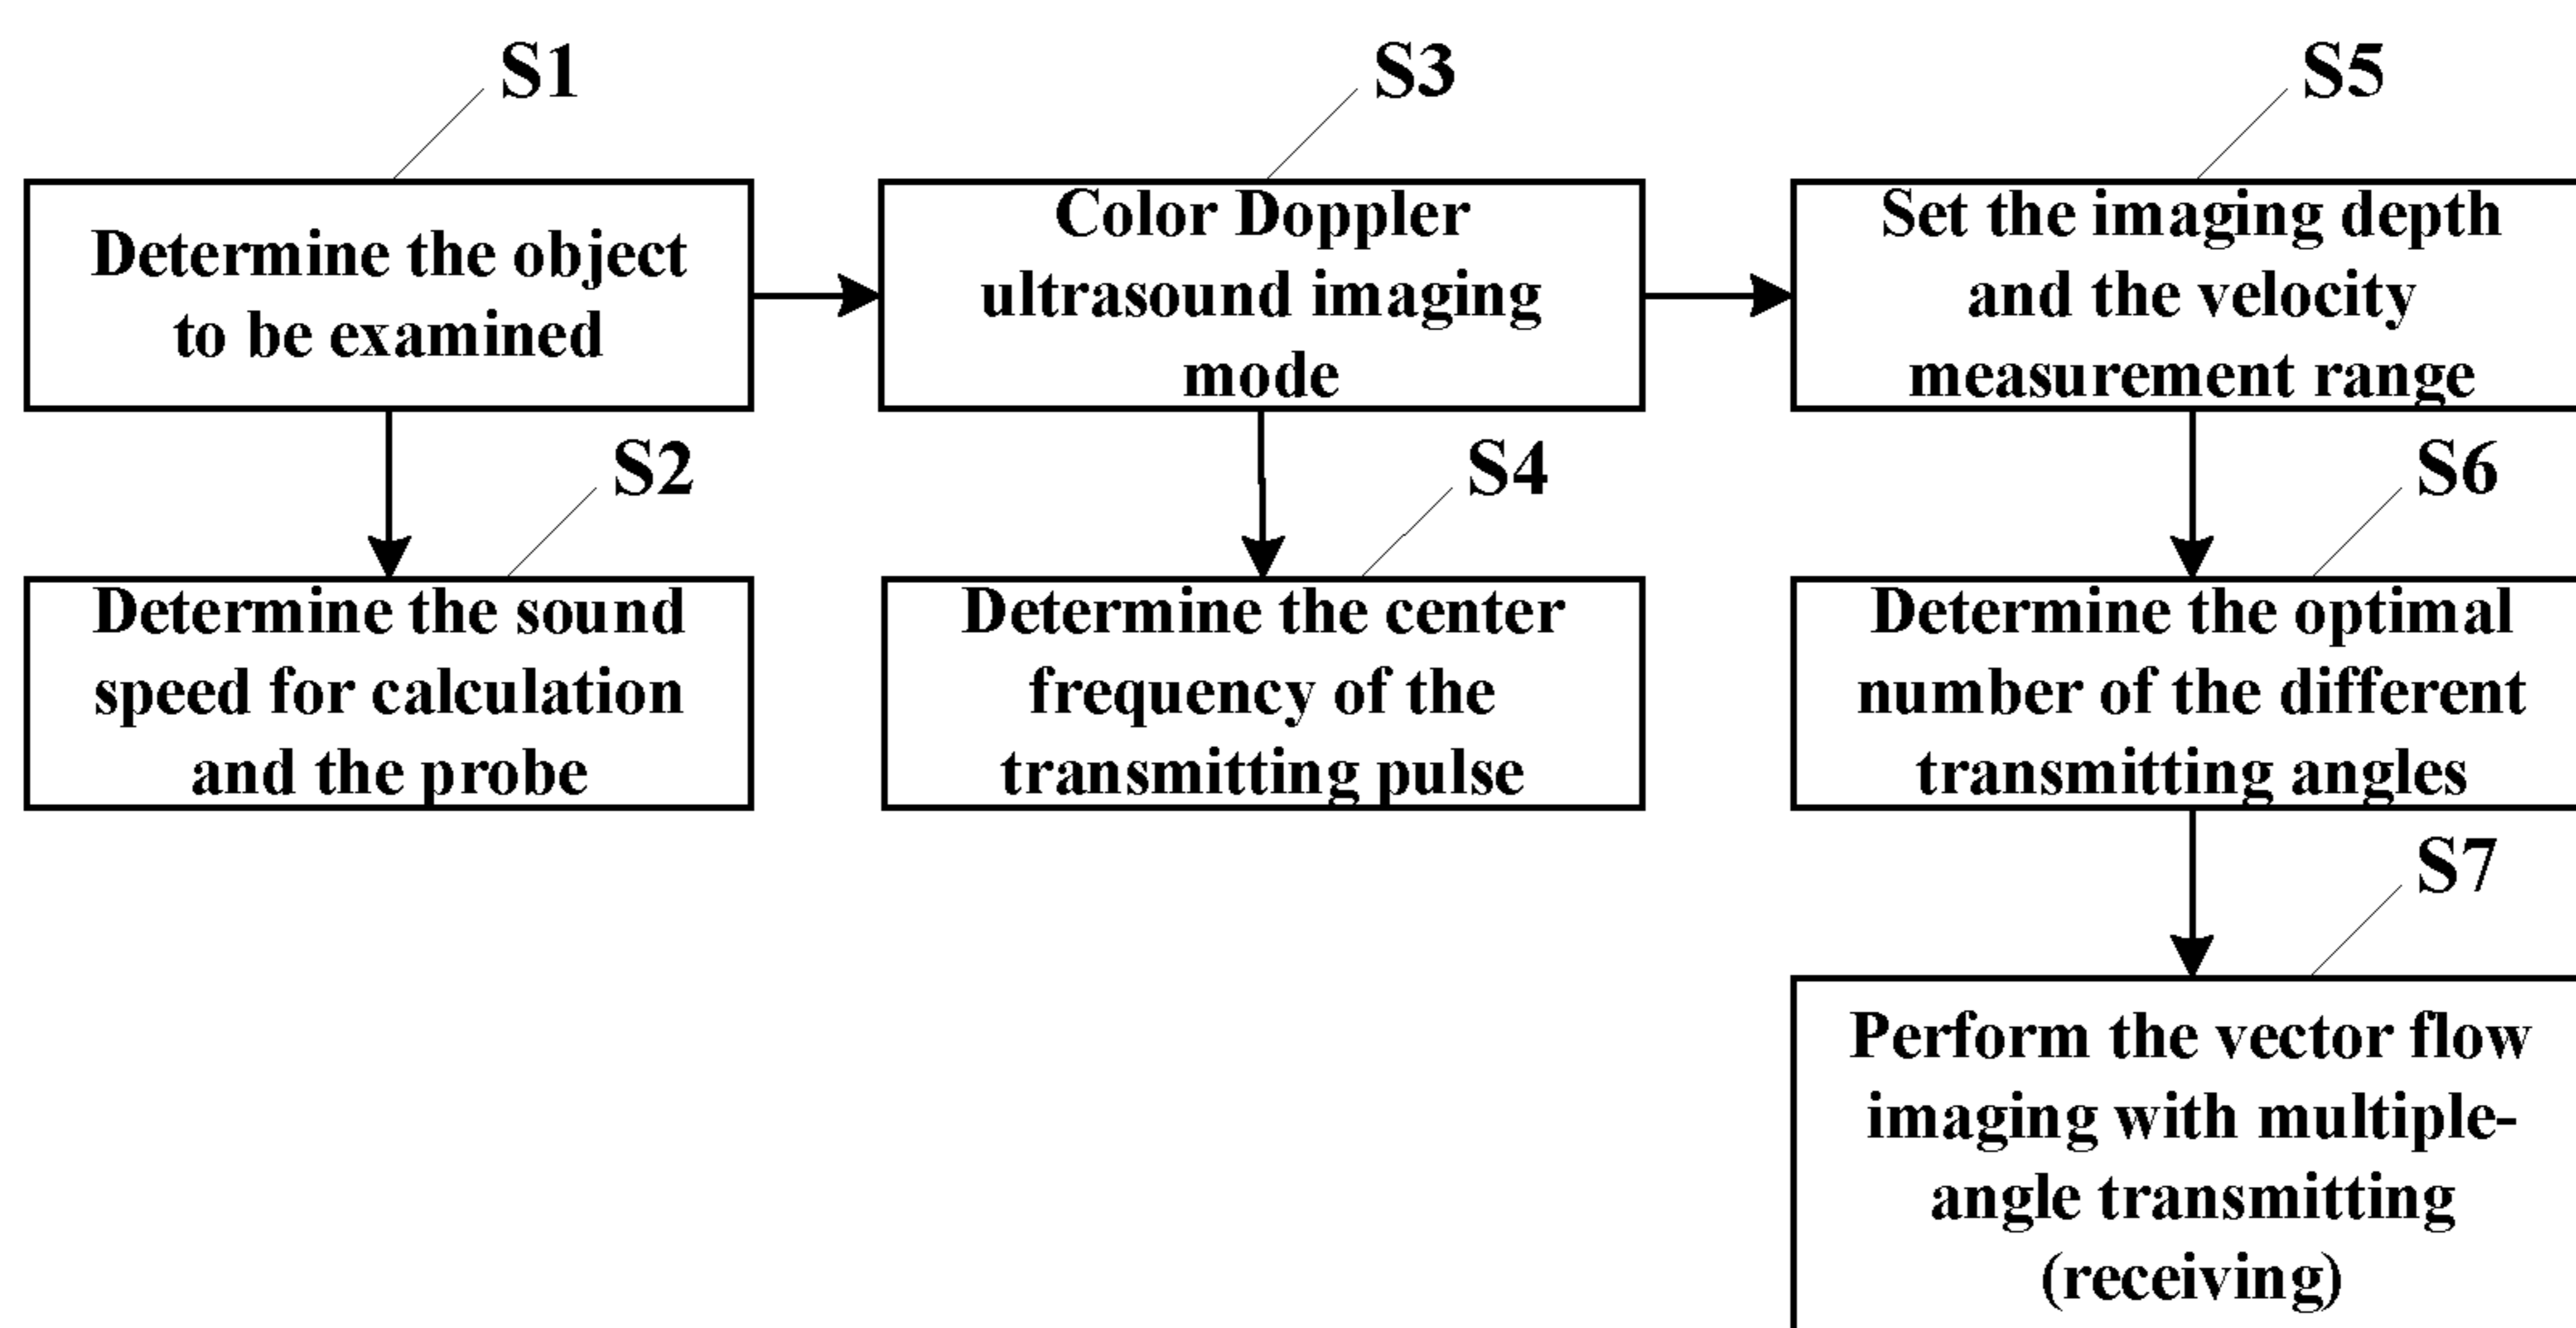 S1
Determine the object
to be examined
S3
Color Doppler
ultrasound imaging
mode
S5
Set the imaging depth
and the velocity
measurement range
S2
Determine the sound
speed for calculation
and the probe
S4
Determine the center
frequency of the
transmitting pulse
S6
Determine the optimal
number of the different
transmitting angles
S7
Perform the vector flow
imaging with multiple-
angle transmitting
(receiving)